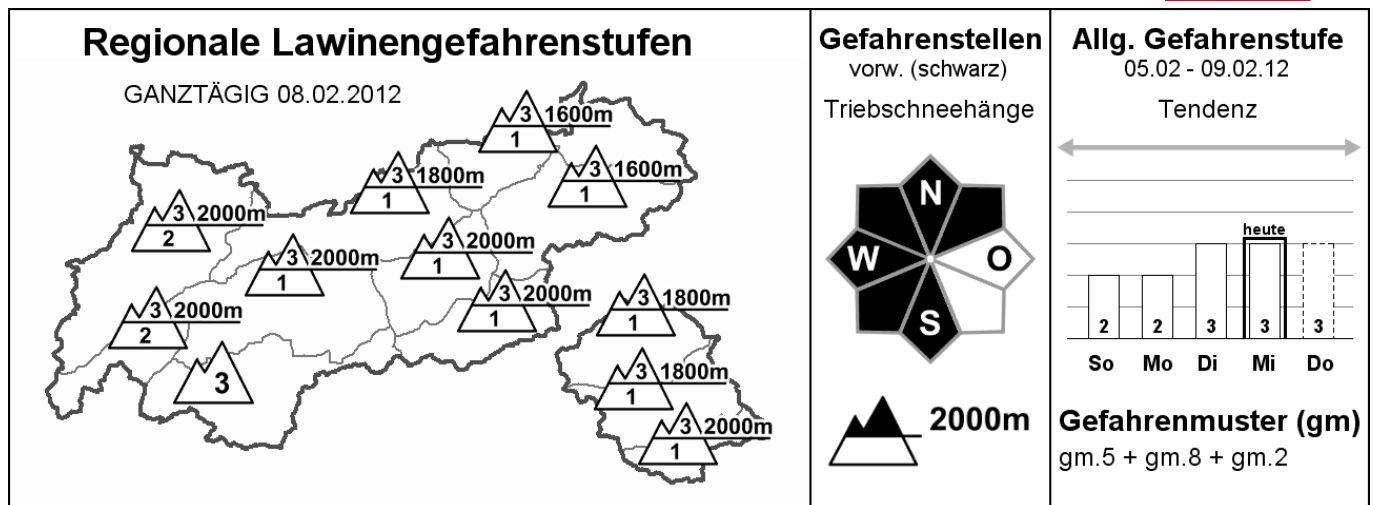 Regionale Lawinengefahrenstufen
GANZTÄGIG 08.02.2012
3 1600m
1
3 1600m
1
3 1800m
1
3 2000m
2
3 2000m
1
3 2000m
1
3 2000m
2
3 2000m
1
3
3 1800m
1
3 1800m
1
3 2000m
1
Gefahrenstellen
vorw. (schwarz)
Triebschneehänge
N
W O
S
2000m
Allg. Gefahrenstufe
05.02 - 09.02.12
Tendenz
heute
2 2 3 3 3
So Mo Di Mi Do
Gefahrenmuster (gm)
gm.5 + gm.8 + gm.2